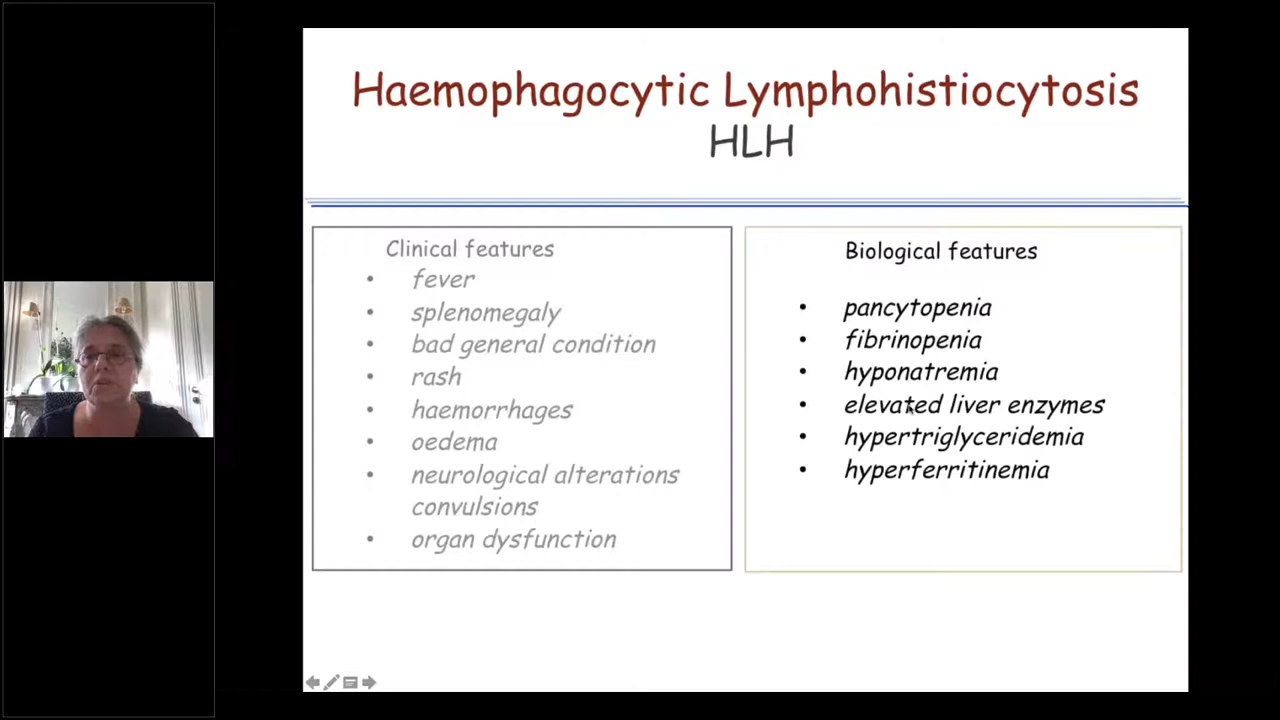 Haemophagocytic Lymphohistiocytosis
HLH
Clinical features
• fever
• splenomegaly
• bad general condition
• rash
• haemorrhages
• oedema
• neurological alterations
convulsions
• organ dysfunction
Biological features
• pancytopenia
• fibrinopenia
• hyponatremia
• elevated liver enzymes
• hypertriglyceridemia
• hyperferritinemia